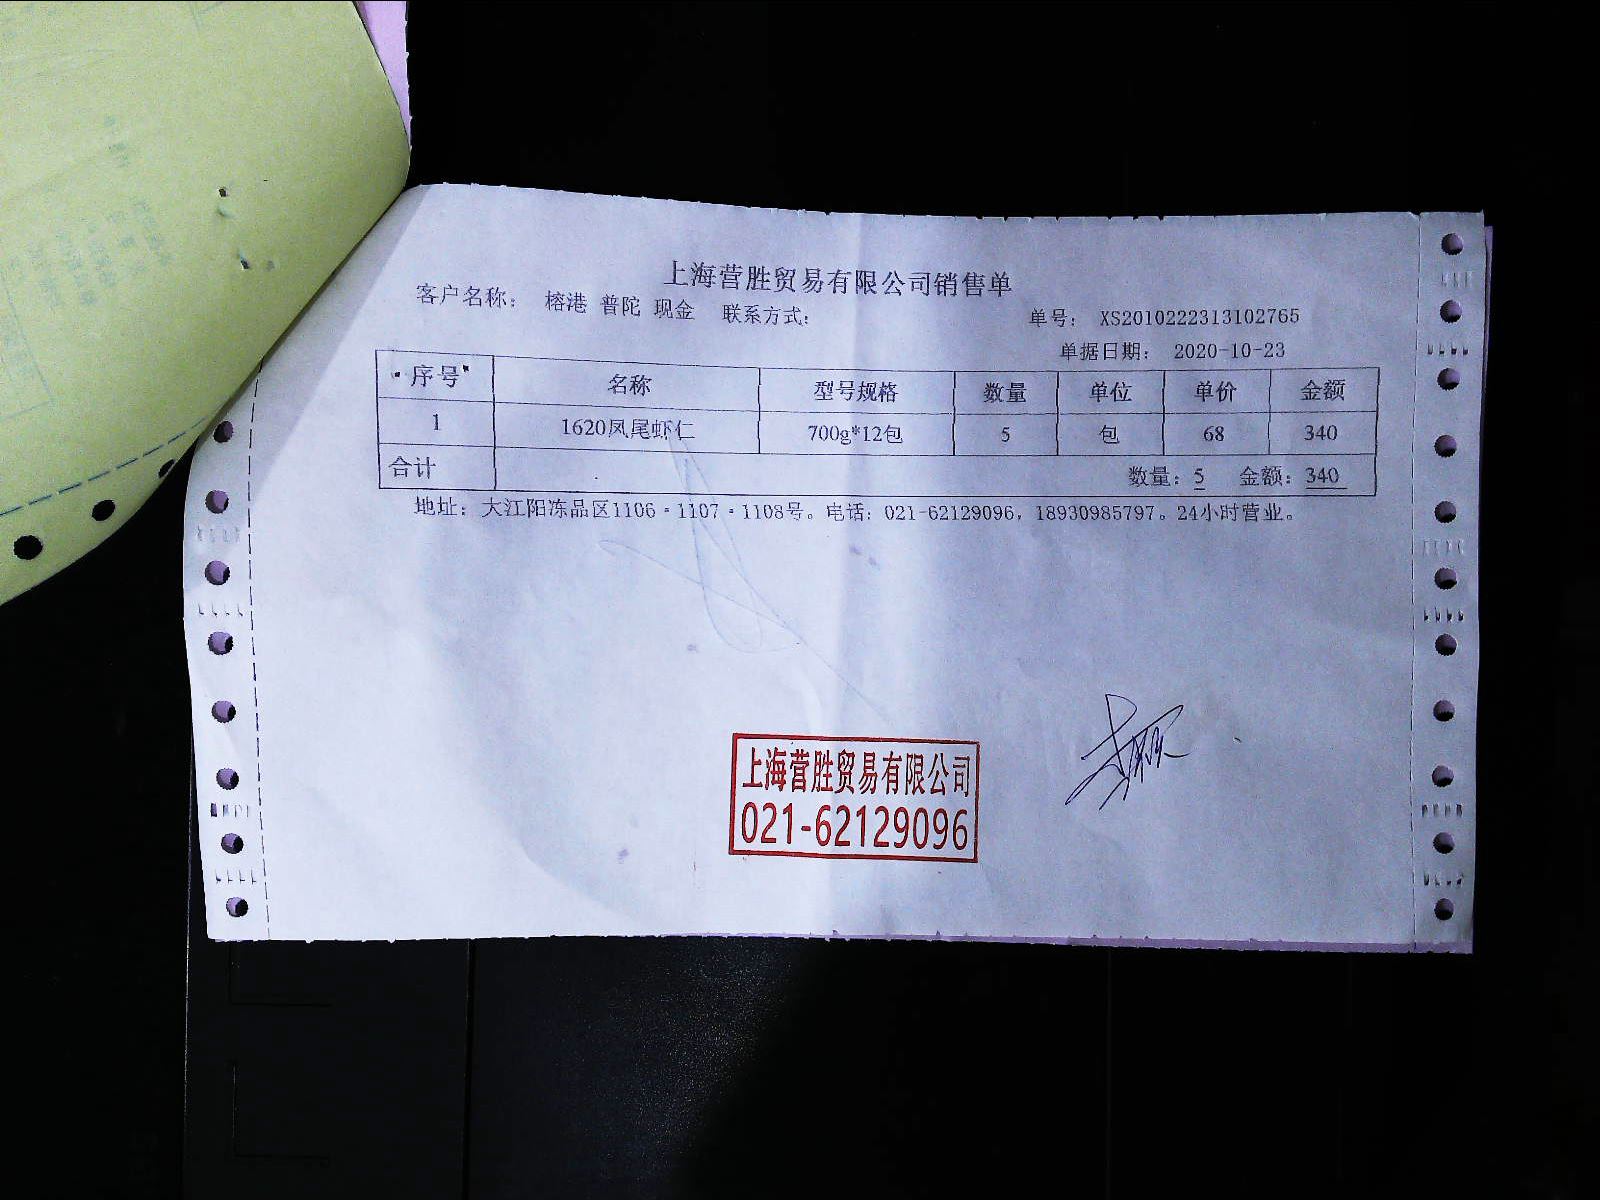 上海营胜贸易有限公司销售单
客户名称： 榕港 普陀 现金 联系方式: 单号： XS2010222313102765
单据日期： 2020-10-23
序号 名称 型号规格 数量 单位 单价 金额
1 1620凤尾虾仁 700g*12包 5 包 68 340
合计 数量：5 金额：340
地址：大江阳冻品区1106·1107·1108号。电话：021-62129096，18930985797。24小时营业。
上海营胜贸易有限公司
021-62129096